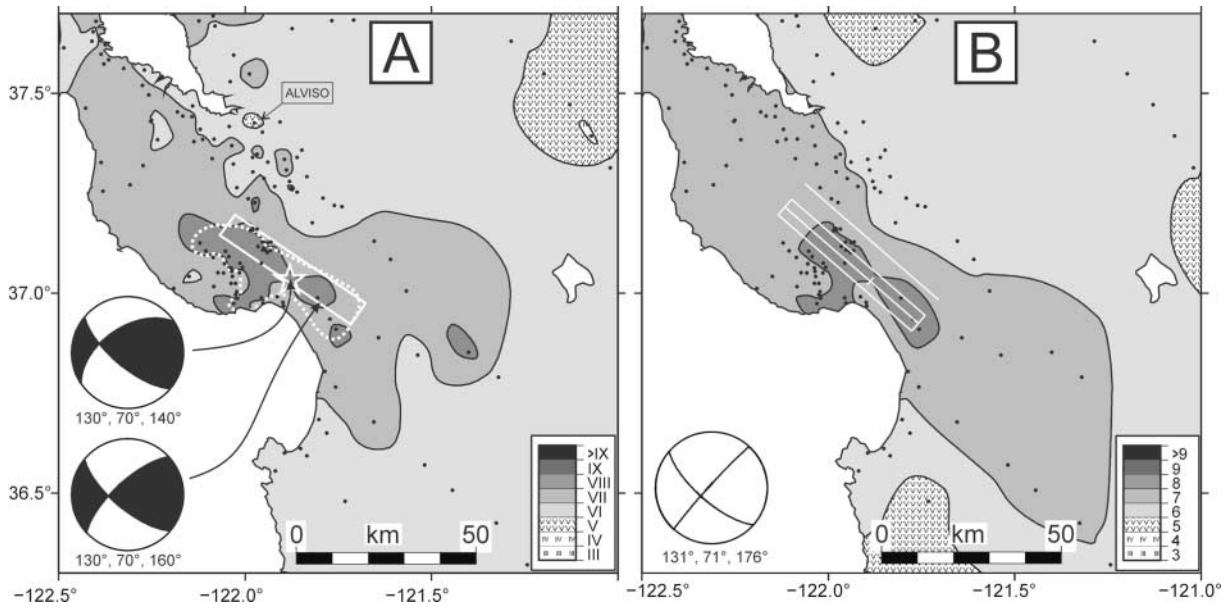 A
B
ALVISO
37.5°
37.0°
36.5°
130°, 70°, 140°
130°, 70°, 160°
131°, 71°, 176°
0 km 50
0 km 50
>IX
IX
VIII
VII
VI
V
IV
III
>9
9
8
7
6
5
4
3
−122.5° −122.0° −121.5° −122.0° −121.5° −121.0°